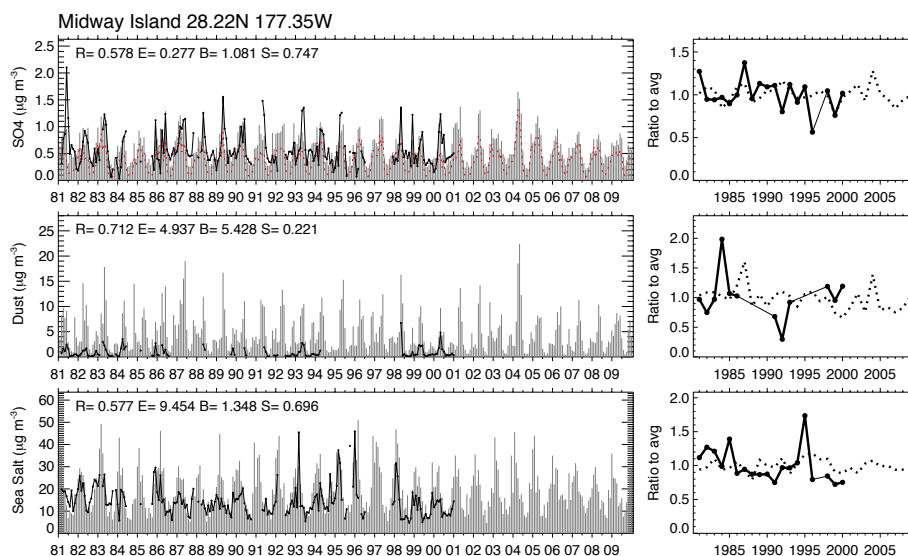 Midway Island 28.22N 177.35W
SO4 (μg m-3)
2.5
2.0
1.5
1.0
0.5
0.0
R= 0.578 E= 0.277 B= 1.081 S= 0.747
81 82 83 84 85 86 87 88 89 90 91 92 93 94 95 96 97 98 99 00 01 02 03 04 05 06 07 08 09
Ratio to avg
1.5
1.0
0.5
0.0
1985 1990 1995 2000 2005
Dust (μg m-3)
25
20
15
10
5
0
R= 0.712 E= 4.937 B= 5.428 S= 0.221
81 82 83 84 85 86 87 88 89 90 91 92 93 94 95 96 97 98 99 00 01 02 03 04 05 06 07 08 09
Ratio to avg
2.0
1.5
1.0
0.5
0.0
1985 1990 1995 2000 2005
Sea Salt (μg m-3)
60
50
40
30
20
10
0
R= 0.577 E= 9.454 B= 1.348 S= 0.696
81 82 83 84 85 86 87 88 89 90 91 92 93 94 95 96 97 98 99 00 01 02 03 04 05 06 07 08 09
Ratio to avg
2.0
1.5
1.0
0.5
0.0
1985 1990 1995 2000 2005